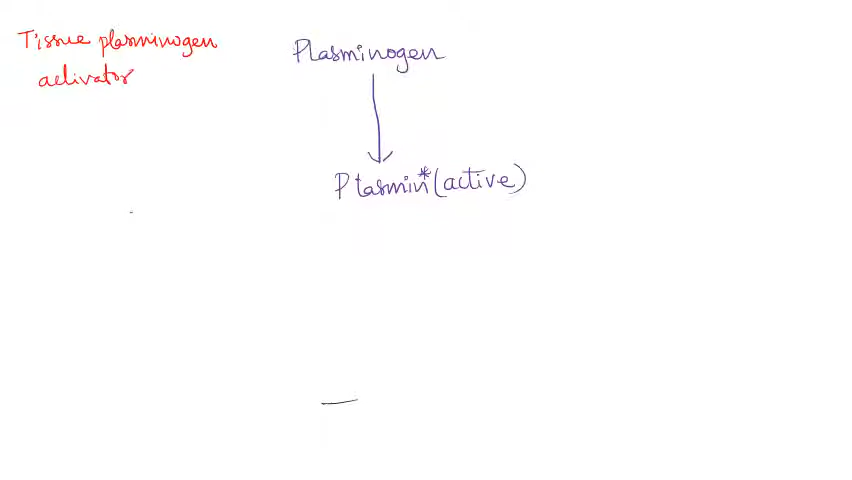 Tissue plasminogen
activator
Plasminogen
Plasmin*(active)